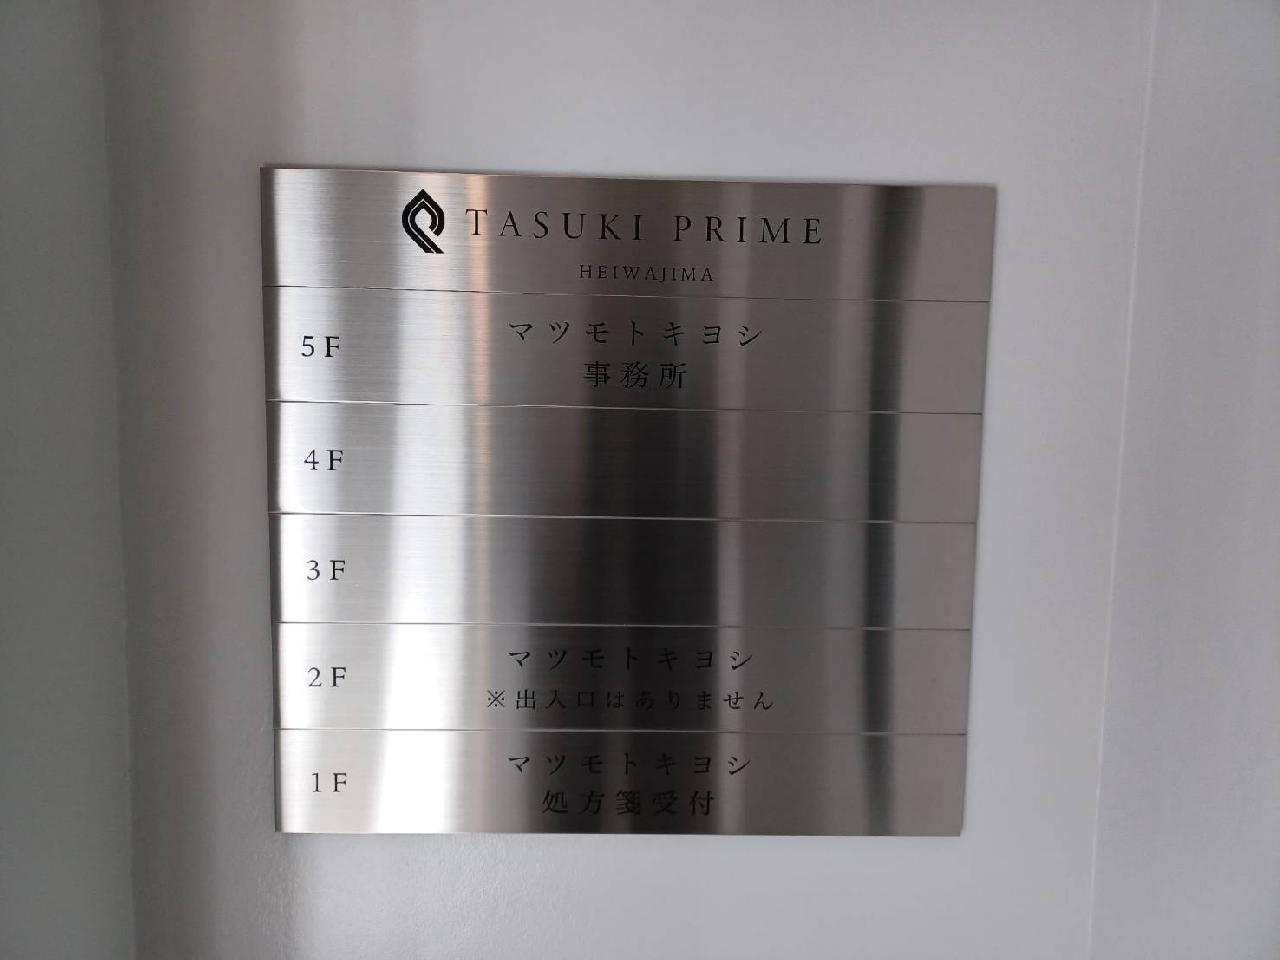 TASUKI PRIME
HEIWAJIMA
5F マツモトキヨシ
事務所
4F
3F
2F マツモトキヨシ
※出入口はありません
1F マツモトキヨシ
処方箋受付